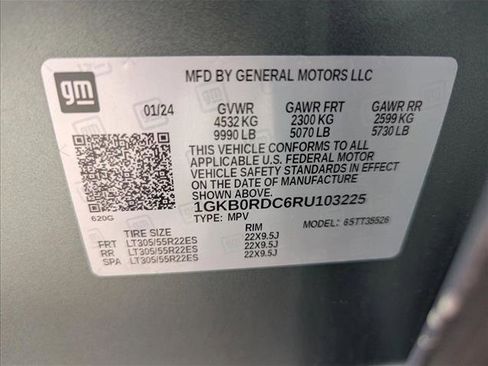 gm
MFD BY GENERAL MOTORS LLC
01/24 GVWR GAWR FRT GAWR RR
4532 KG 2300 KG 2599 KG
9990 LB 5070 LB 5730 LB
THIS VEHICLE CONFORMS TO ALL
APPLICABLE U.S. FEDERAL MOTOR
VEHICLE SAFETY STANDARDS IN EFFECT
ON THE DATE OF MANUFACTURE SHOWN ABOVE.
1GKB0RDC6RU103225
620G TYPE: MPV MODEL: 65TT35526
TIRE SIZE RIM
FRT LT305/55R22ES 22X9.5J
RR LT305/55R22ES 22X9.5J
SPA LT305/55R22ES 22X9.5J